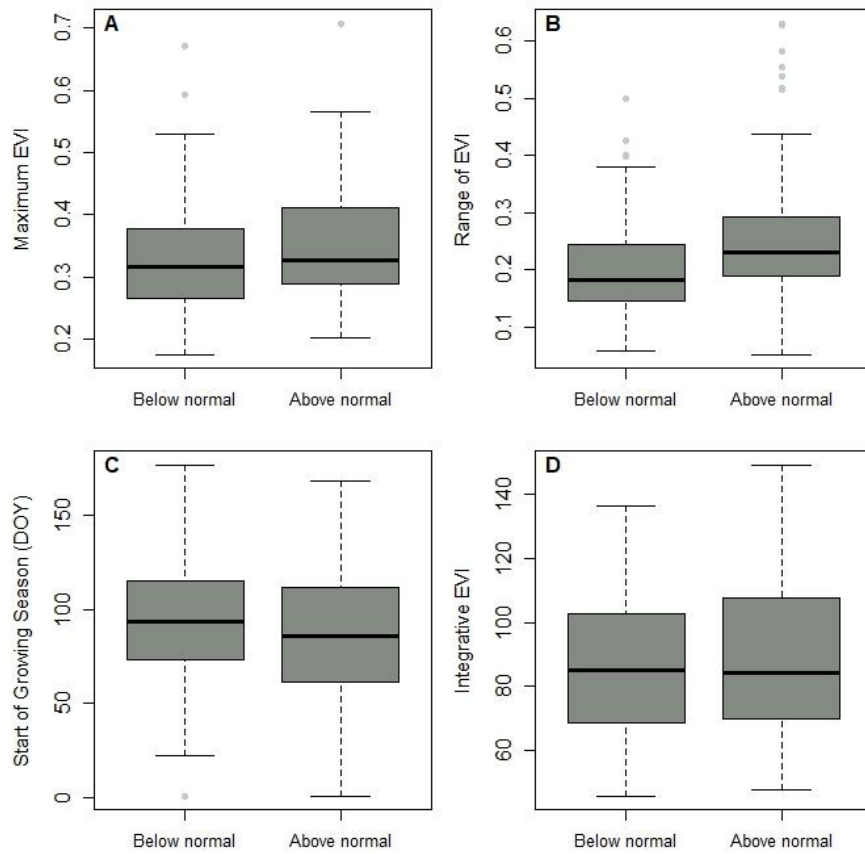 A
Maximum EVI
0.7
0.6
0.5
0.4
0.3
0.2
Below normal
Above normal
B
Range of EVI
0.6
0.5
0.4
0.3
0.2
0.1
Below normal
Above normal
C
Start of Growing Season (DOY)
150
100
50
0
Below normal
Above normal
D
Integrative EVI
140
120
100
80
60
Below normal
Above normal